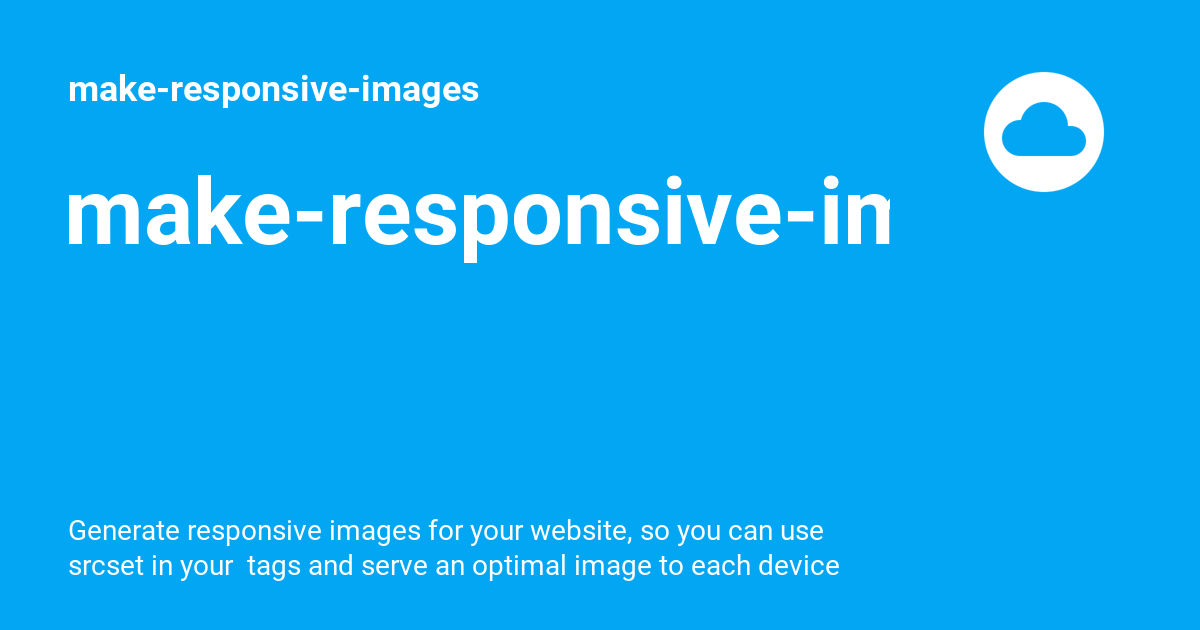 make-responsive-images
make-responsive-in
Generate responsive images for your website, so you can use
srcset in your  tags and serve an optimal image to each device